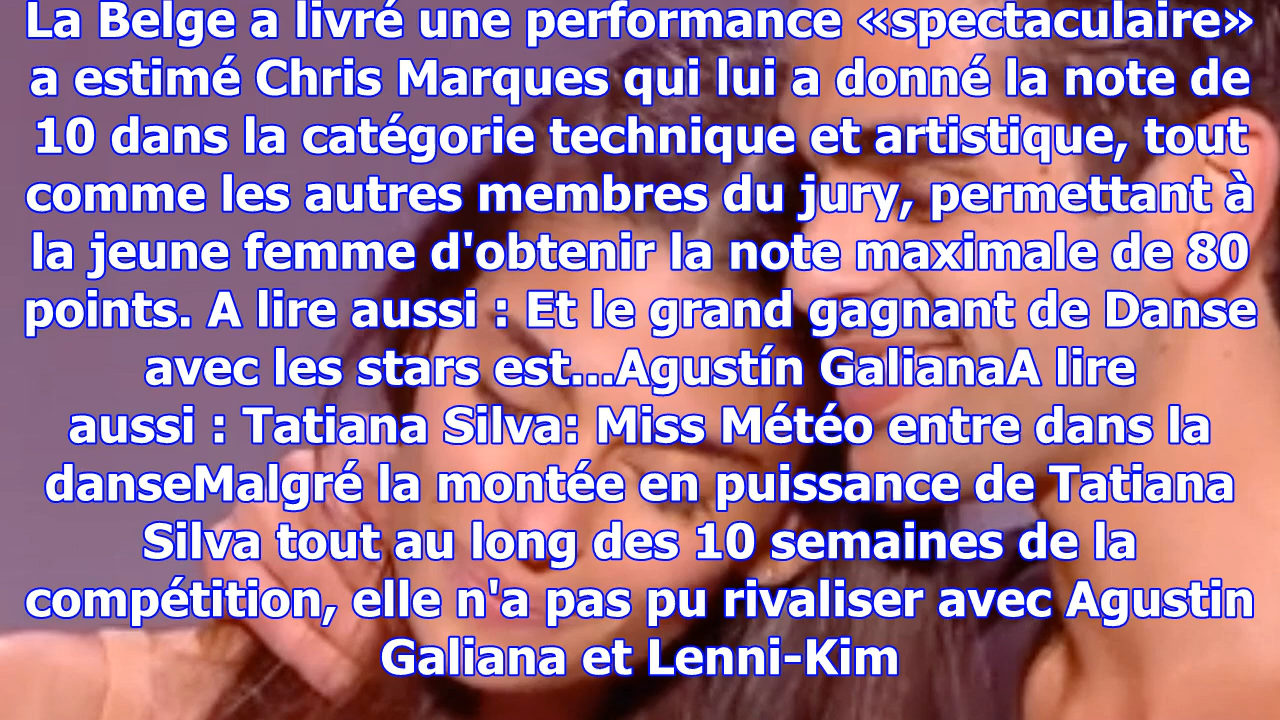 La Belge a livré une performance «spectaculaire»
a estimé Chris Marques qui lui a donné la note de
10 dans la catégorie technique et artistique, tout
comme les autres membres du jury, permettant à
la jeune femme d'obtenir la note maximale de 80
points. A lire aussi : Et le grand gagnant de Danse
avec les stars est...Agustín GalianaA lire
aussi : Tatiana Silva: Miss Météo entre dans la
danseMalgré la montée en puissance de Tatiana
Silva tout au long des 10 semaines de la
compétition, elle n'a pas pu rivaliser avec Agustin
Galiana et Lenni-Kim